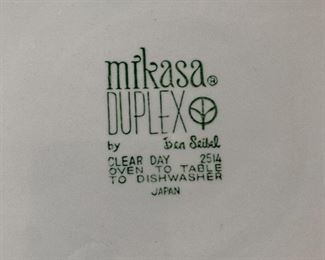 mikasa®
DUPLEX
by Ben Seibel
CLEAR DAY 2514
OVEN TO TABLE
TO DISHWASHER
JAPAN